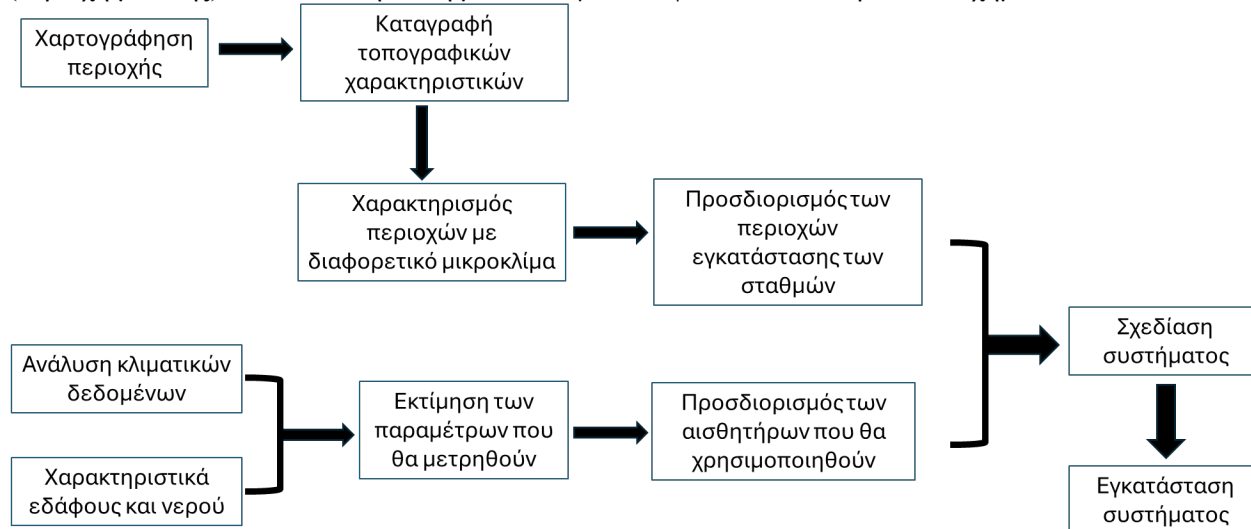 Χαρτογράφηση
περιοχής
Καταγραφή
τοπογραφικών
χαρακτηριστικών
Χαρακτηρισμός
περιοχών με
διαφορετικό μικροκλίμα
Προσδιορισμός των
περιοχών
εγκατάστασης των
σταθμών
Ανάλυση κλιματικών
δεδομένων
Χαρακτηριστικά
εδάφους και νερού
Εκτίμηση των
παραμέτρων που
θα μετρηθούν
Προσδιορισμός των
αισθητήρων που θα
χρησιμοποιηθούν
Σχεδίαση
συστήματος
Εγκατάσταση
συστήματος